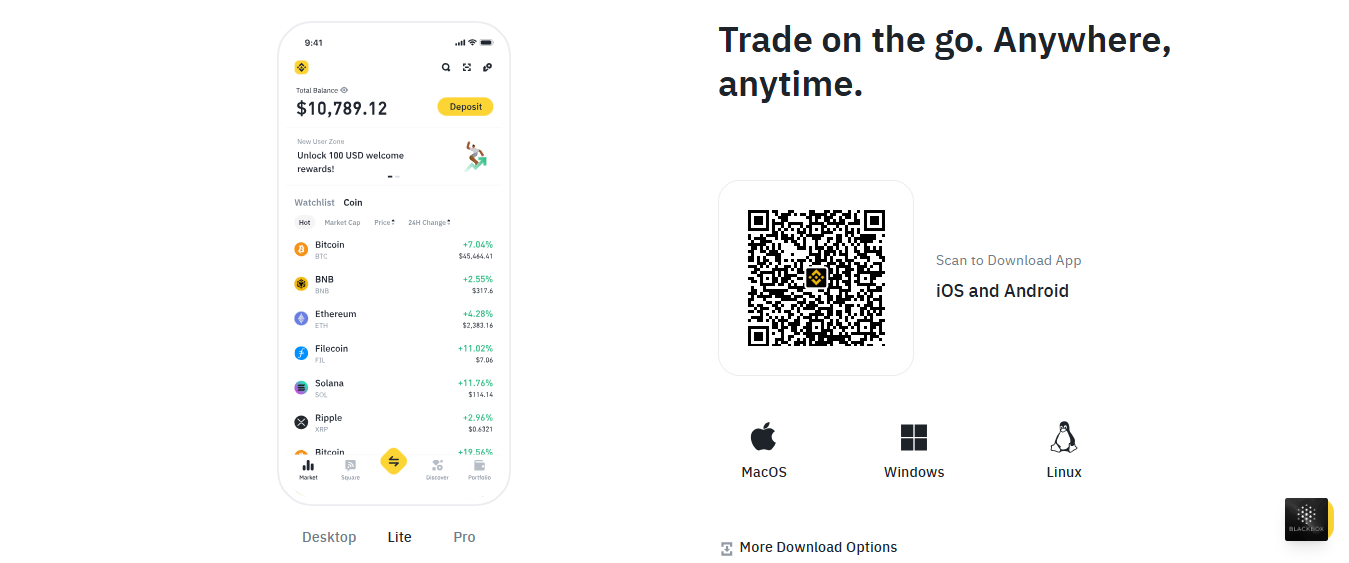 9:41
Total Balance
$10,789.12
Deposit
New User Zone
Unlock 100 USD welcome
rewards!
Watchlist Coin
Hot Market Cap Price 24H Change
Bitcoin +7.04%
BTC $45,464.41
BNB +2.55%
BNB $317.6
Ethereum +4.28%
ETH $2,383.16
Filecoin +11.02%
FIL $7.06
Solana +11.76%
SOL $114.14
Ripple +2.96%
XRP $0.6321
Bitcoin +19.56%
Market Square Discover Portfolio
Desktop Lite Pro
Trade on the go. Anywhere,
anytime.
Scan to Download App
iOS and Android
MacOS Windows Linux
More Download Options
BLACKBOX